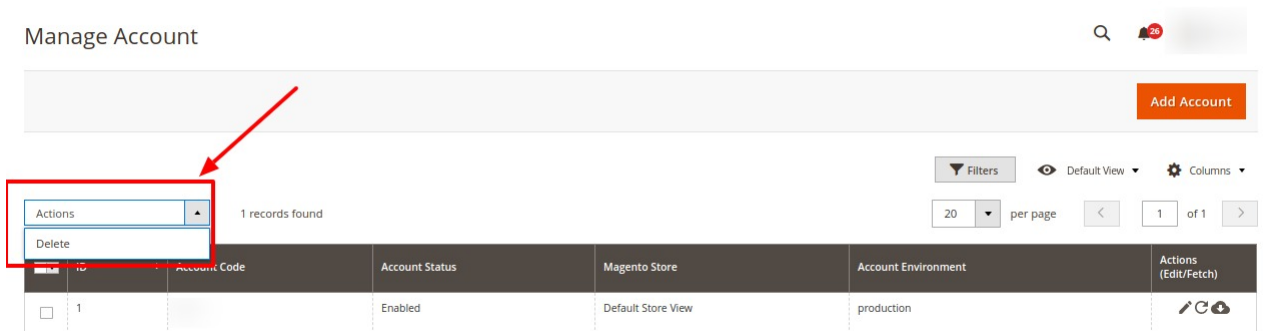 Manage Account
26
Add Account
Filters
Default View
Columns
Actions
1 records found
20
per page
1
of 1
Delete
ID
Account Code
Account Status
Magento Store
Account Environment
Actions
(Edit/Fetch)
1
Enabled
Default Store View
production